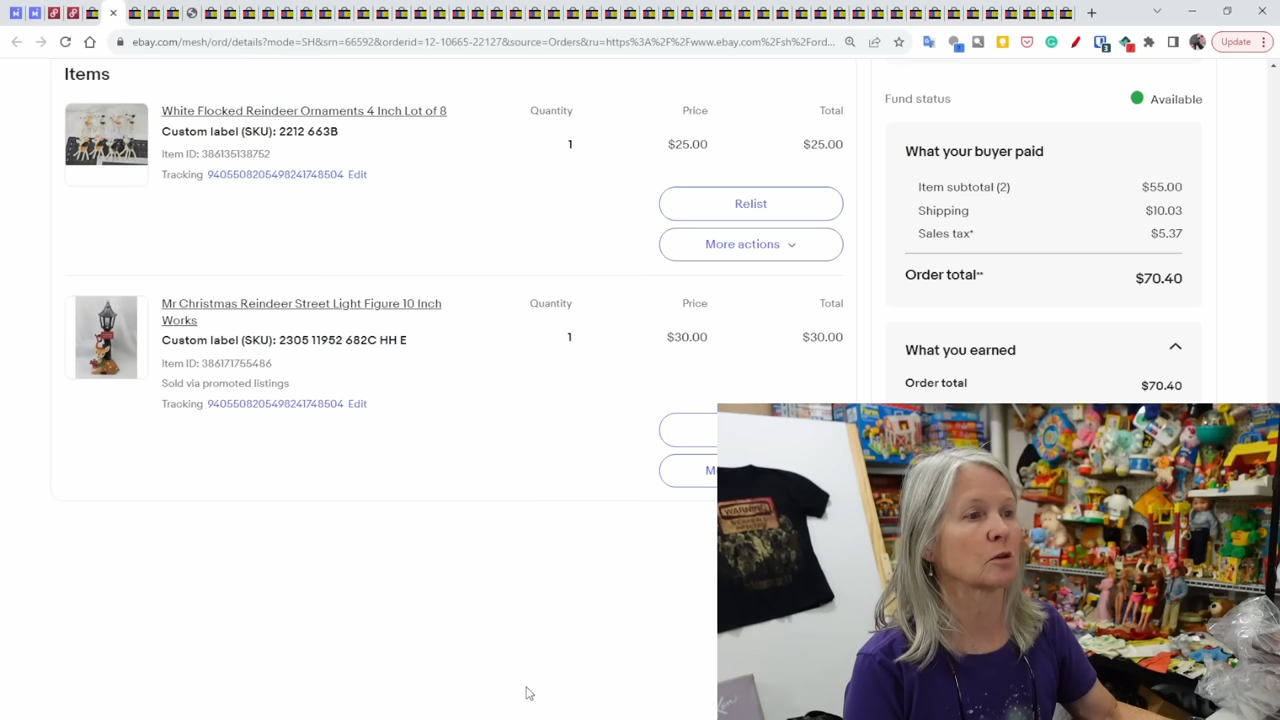 Update
ebay.com/mesh/ord/details?mode=SH&srn=66592&orderid=12-10665-22127&source=Orders&ru=https%3A%2F%2Fwww.ebay.com%2Fsh%2Ford...
Items
Quantity
Price
Total
White Flocked Reindeer Ornaments 4 Inch Lot of 8
Custom label (SKU): 2212 663B
Item ID: 386135138752
Tracking 9405508205498241748504 Edit
1
$25.00
$25.00
Relist
More actions
Mr Christmas Reindeer Street Light Figure 10 Inch
Works
Custom label (SKU): 2305 11952 682C HH E
Item ID: 386171755486
Sold via promoted listings
Tracking 9405508205498241748504 Edit
Quantity
Price
Total
1
$30.00
$30.00
Fund status
Available
What your buyer paid
Item subtotal (2)
$55.00
Shipping
$10.03
Sales tax*
$5.37
Order total**
$70.40
What you earned
Order total
$70.40
WARNING